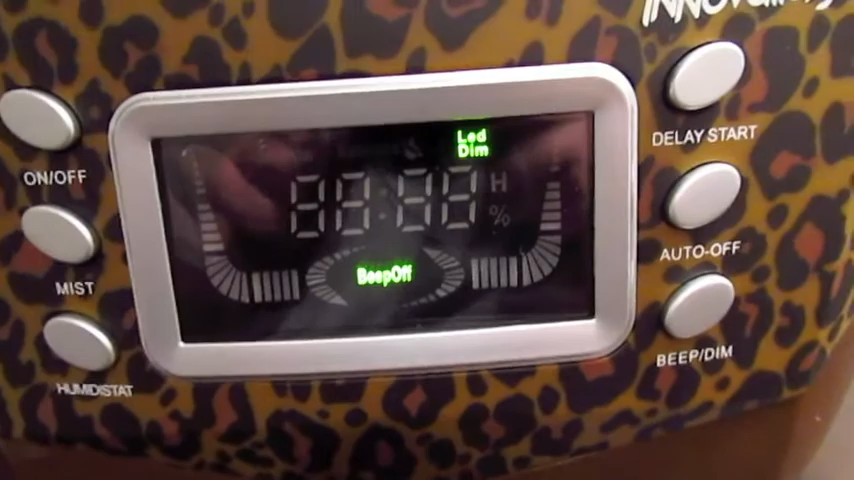 ON/OFF
MIST
HUMIDISTAT
Led
Dim
88:88
H
%
BeepOff
DELAY START
AUTO-OFF
BEEP/DIM